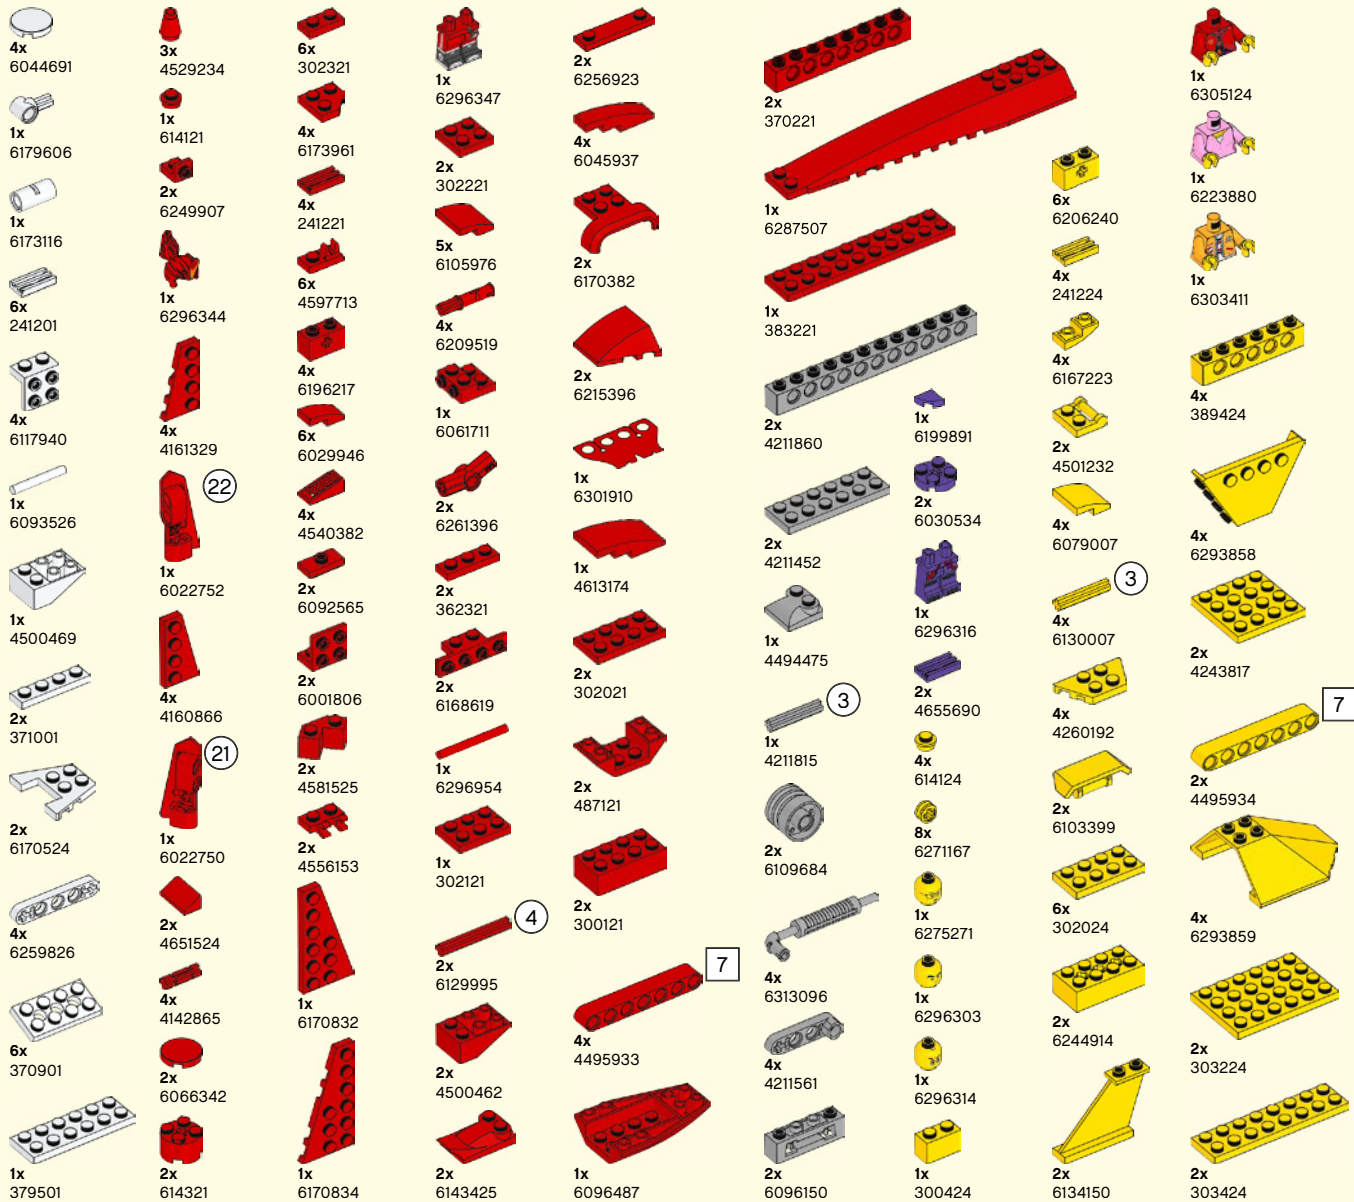 4x
6044691
1x
6179606
1x
6173116
6x
241201
4x
6117940
1x
6093526
1x
4500469
2x
371001
2x
6170524
4x
6259826
6x
370901
1x
379501
3x
4529234
1x
614121
2x
6249907
1x
6296344
4x
4161329
22
1x
6022752
4x
4160866
21
1x
6022750
2x
4651524
4x
4142865
2x
6066342
2x
614321
6x
302321
4x
6173961
4x
241221
6x
4597713
4x
6196217
6x
6029946
4x
4540382
2x
6092565
2x
6001806
2x
4581525
2x
4556153
1x
6170832
1x
6170834
1x
6296347
2x
302221
5x
6105976
4x
6209519
1x
6061711
2x
6261396
2x
362321
2x
6168619
1x
6296954
1x
302121
4
2x
6129995
2x
4500462
2x
6143425
2x
6256923
4x
6045937
2x
6170382
2x
6215396
1x
6301910
1x
4613174
2x
302021
2x
487121
2x
300121
7
4x
4495933
1x
6096487
2x
370221
1x
6287507
1x
383221
2x
4211860
2x
4211452
1x
4494475
3
1x
4211815
2x
6109684
4x
6313096
4x
4211561
2x
6096150
1x
6199891
2x
6030534
1x
6296316
2x
4655690
4x
614124
8x
6271167
1x
6275271
1x
6296303
1x
6296314
1x
300424
6x
6206240
4x
241224
4x
6167223
2x
4501232
4x
6079007
3
4x
6130007
4x
4260192
2x
6103399
6x
302024
2x
6244914
2x
6134150
1x
6305124
1x
6223880
1x
6303411
4x
389424
4x
6293858
2x
4243817
7
2x
4495934
4x
6293859
2x
303224
2x
303424